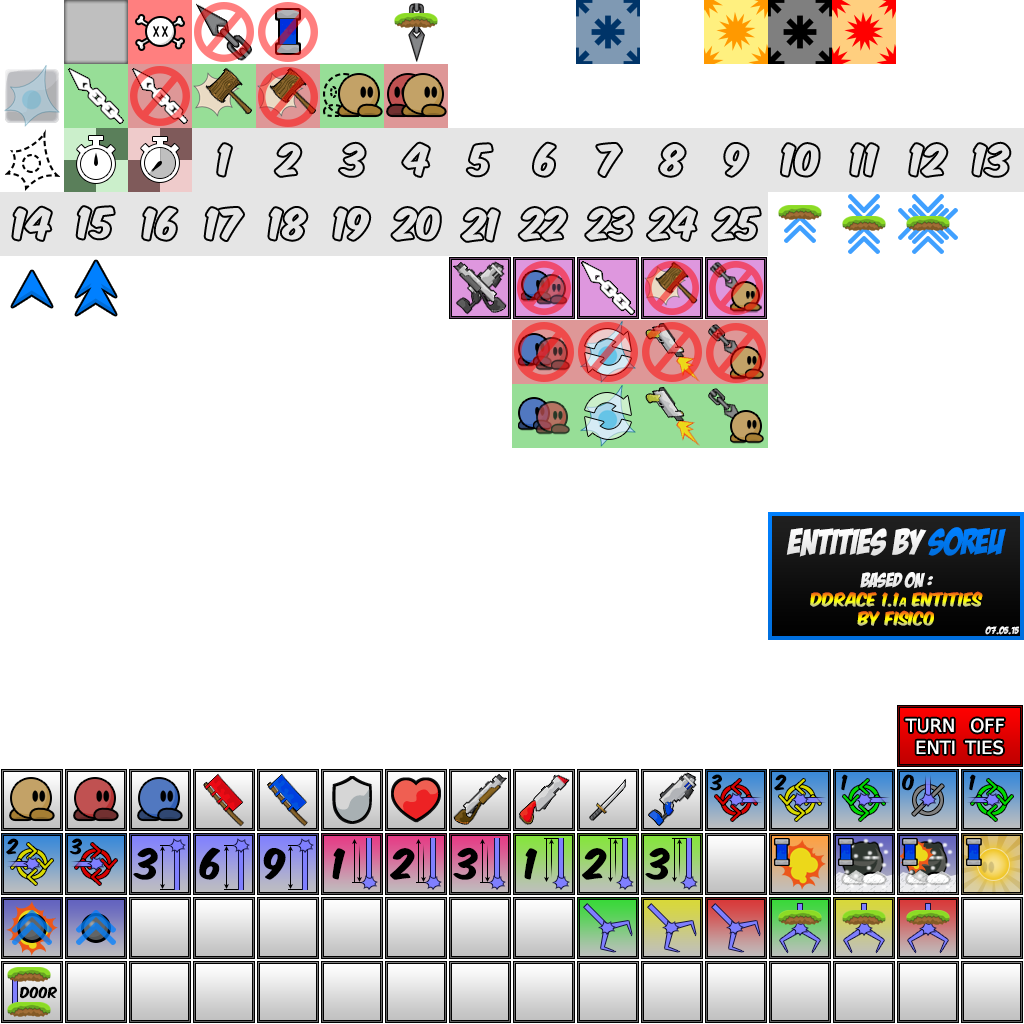 1 2 3 4 5 6 7 8 9 10 11 12 13
14 15 16 17 18 19 20 21 22 23 24 25
ENTITIES BY SOREU
BASED ON :
DDRACE 1.1A ENTITIES
BY FISICO
07.05.15
TURN OFF
ENTI TIES
3 2 1 0 1
2 3 3 6 9 1 2 3 1 2 3
DOOR